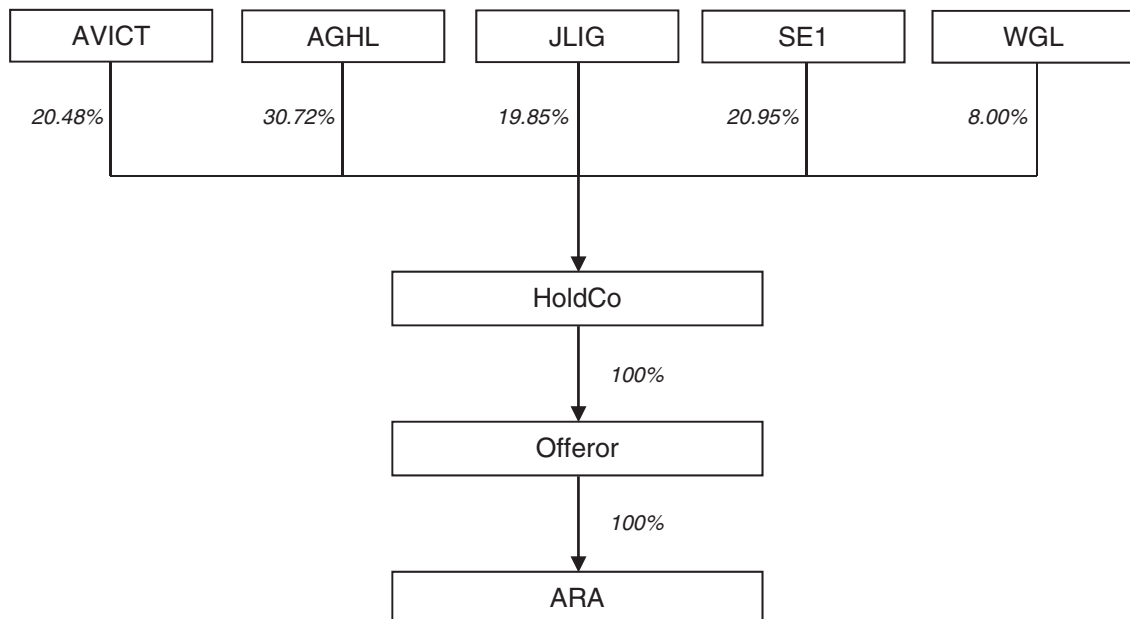 AVICT
AGHL
JLIG
SE1
WGL
20.48%
30.72%
19.85%
20.95%
8.00%
HoldCo
100%
Offeror
100%
ARA